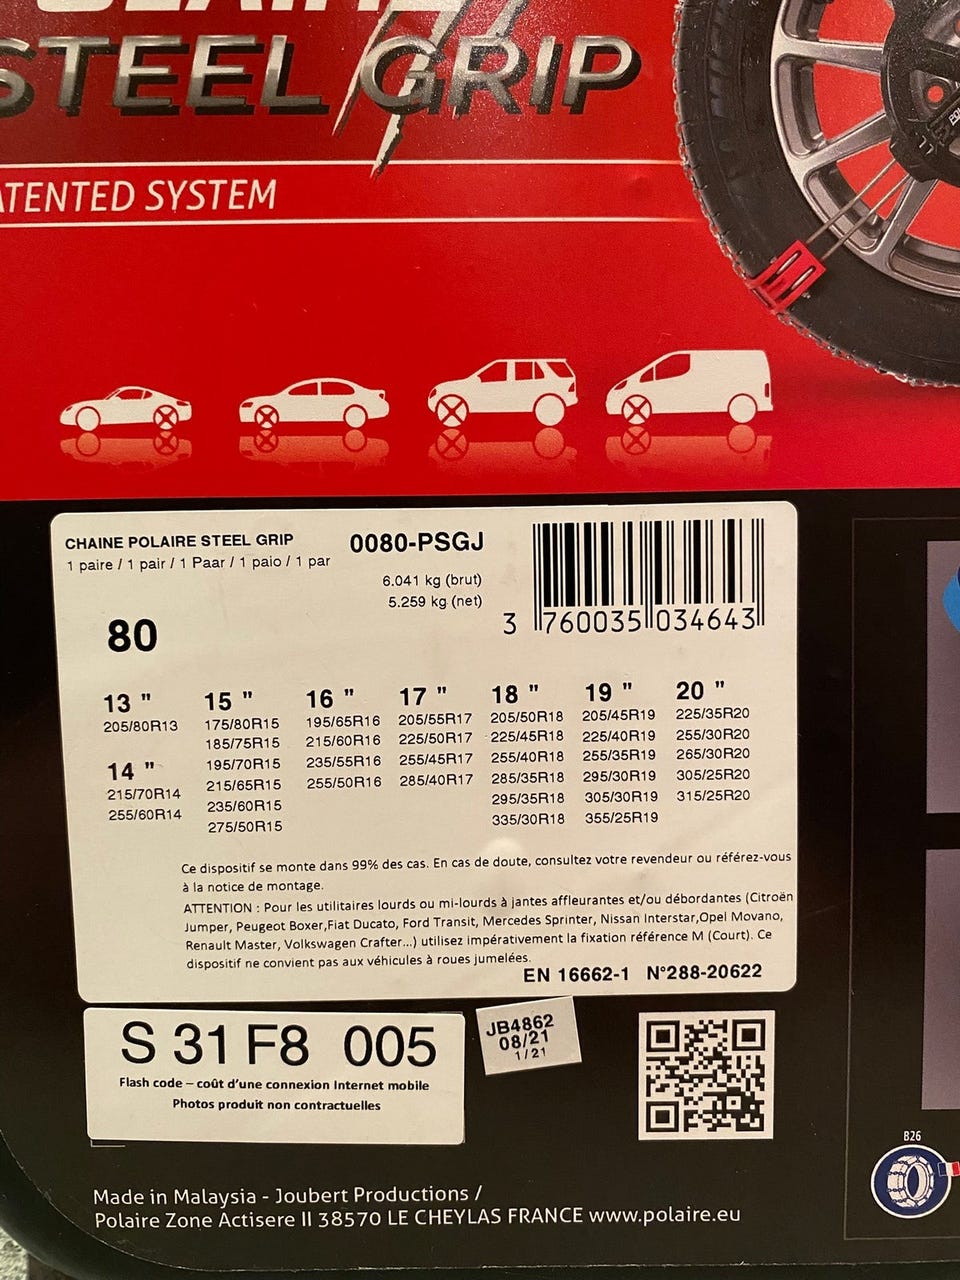 STEEL GRIP
PATENTED SYSTEM
CHAINE POLAIRE STEEL GRIP
1 paire / 1 pair / 1 Paar / 1 paio / 1 par
0080-PSGJ
6.041 kg (brut)
5.259 kg (net)
3 760035 034643
80
13 "
205/80R13
14 "
215/70R14
255/60R14
15 "
175/80R15
185/75R15
195/70R15
215/65R15
235/60R15
275/50R15
16 "
195/65R16
215/60R16
235/55R16
255/50R16
17 "
205/55R17
225/50R17
255/45R17
285/40R17
18 "
205/50R18
225/45R18
255/40R18
285/35R18
295/35R18
335/30R18
19 "
205/45R19
225/40R19
255/35R19
295/30R19
305/30R19
355/25R19
20 "
225/35R20
255/30R20
265/30R20
305/25R20
315/25R20
Ce dispositif se monte dans 99% des cas. En cas de doute, consultez votre revendeur ou référez-vous
à la notice de montage.
ATTENTION : Pour les utilitaires lourds ou mi-lourds à jantes affleurantes et/ou débordantes (Citroën
Jumper, Peugeot Boxer,Fiat Ducato, Ford Transit, Mercedes Sprinter, Nissan Interstar,Opel Movano,
Renault Master, Volkswagen Crafter...) utilisez impérativement la fixation référence M (Court). Ce
dispositif ne convient pas aux véhicules à roues jumelées.
EN 16662-1 N°288-20622
S 31 F8 005
Flash code – coût d'une connexion Internet mobile
Photos produit non contractuelles
JB4862
08/21
1/21
B26
Made in Malaysia - Joubert Productions /
Polaire Zone Actisere II 38570 LE CHEYLAS FRANCE www.polaire.eu